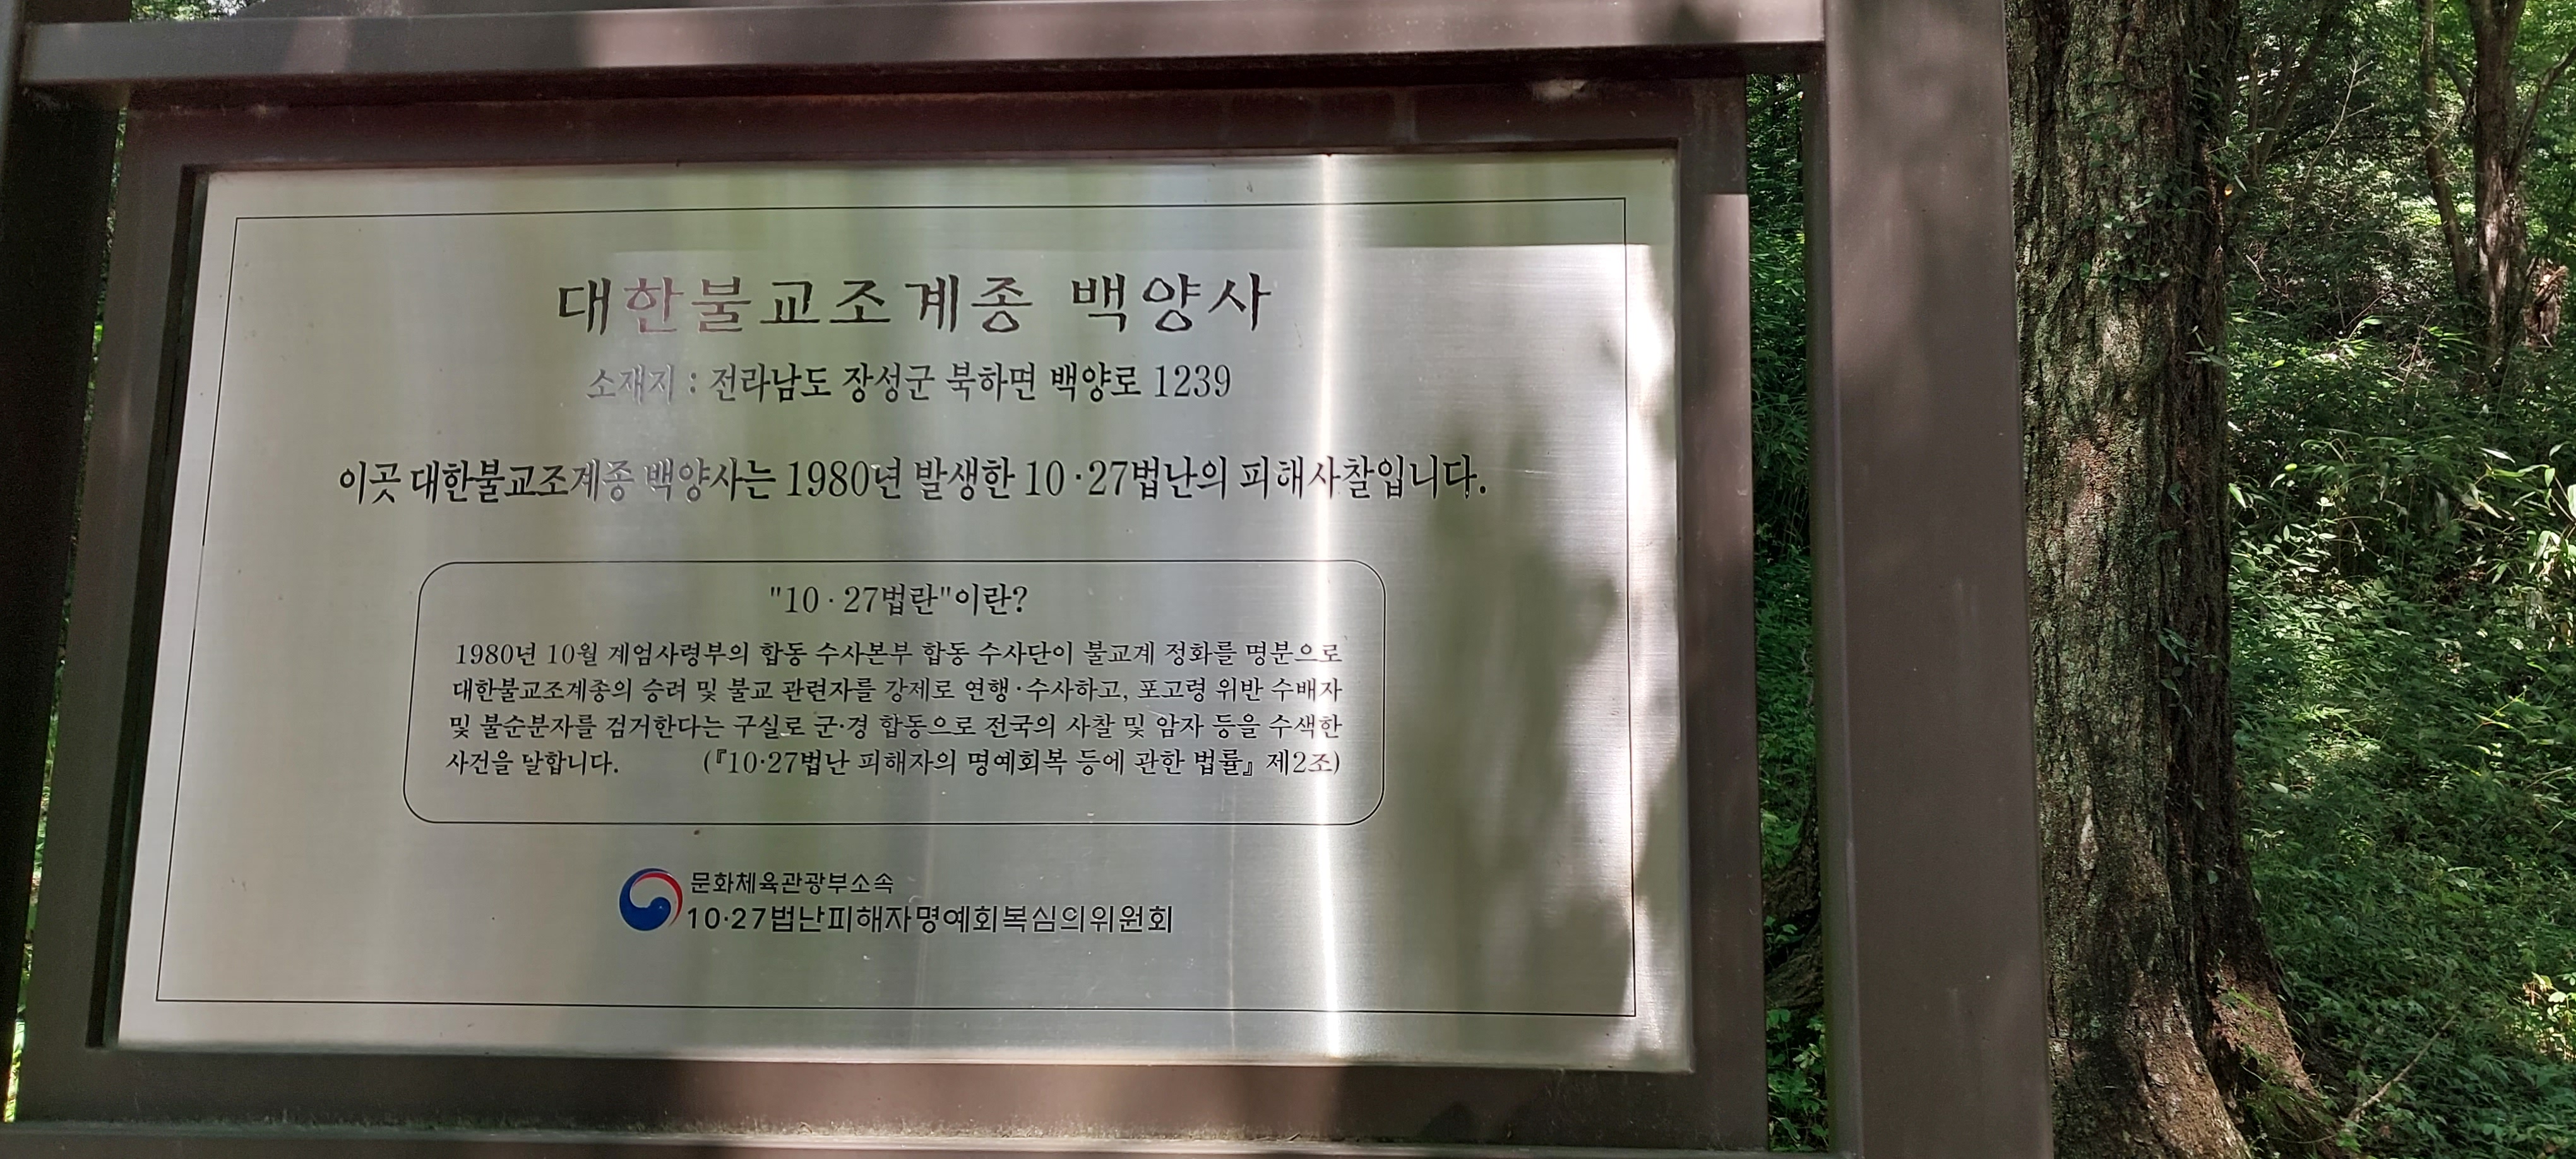 대한불교조계종 백양사
소재지 : 전라남도 장성군 북하면 백양로 1239
이곳 대한불교조계종 백양사는 1980년 발생한 10·27법난의 피해사찰입니다.
"10·27법란"이란?
1980년 10월 계엄사령부의 합동 수사본부 합동 수사단이 불교계 정화를 명분으로
대한불교조계종의 승려 및 불교 관련자를 강제로 연행·수사하고, 포고령 위반 수배자
및 불순분자를 검거한다는 구실로 군·경 합동으로 전국의 사찰 및 암자 등을 수색한
사건을 말합니다. (『10·27법난 피해자의 명예회복 등에 관한 법률』 제2조)
문화체육관광부소속
10·27법난피해자명예회복심의위원회